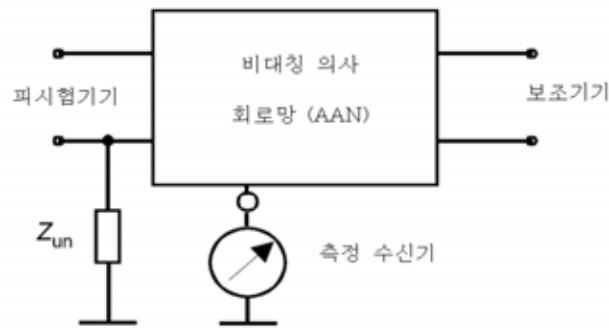 비대칭 의사
회로망 (AAN)
피시험기기
보조기기
Zun
측정 수신기